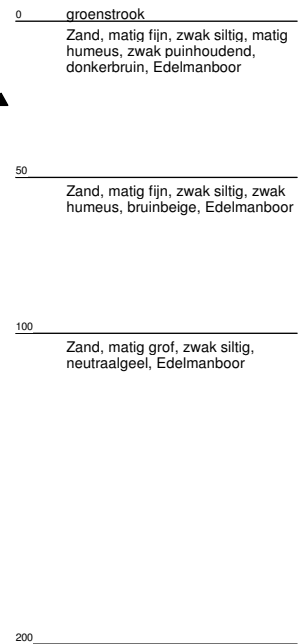 0 groenstrook
Zand, matig fijn, zwak siltig, matig
humeus, zwak puinhoudend,
donkerbruin, Edelmanboor
50
Zand, matig fijn, zwak siltig, zwak
humeus, bruinbeige, Edelmanboor
100
Zand, matig grof, zwak siltig,
neutraalgeel, Edelmanboor
200